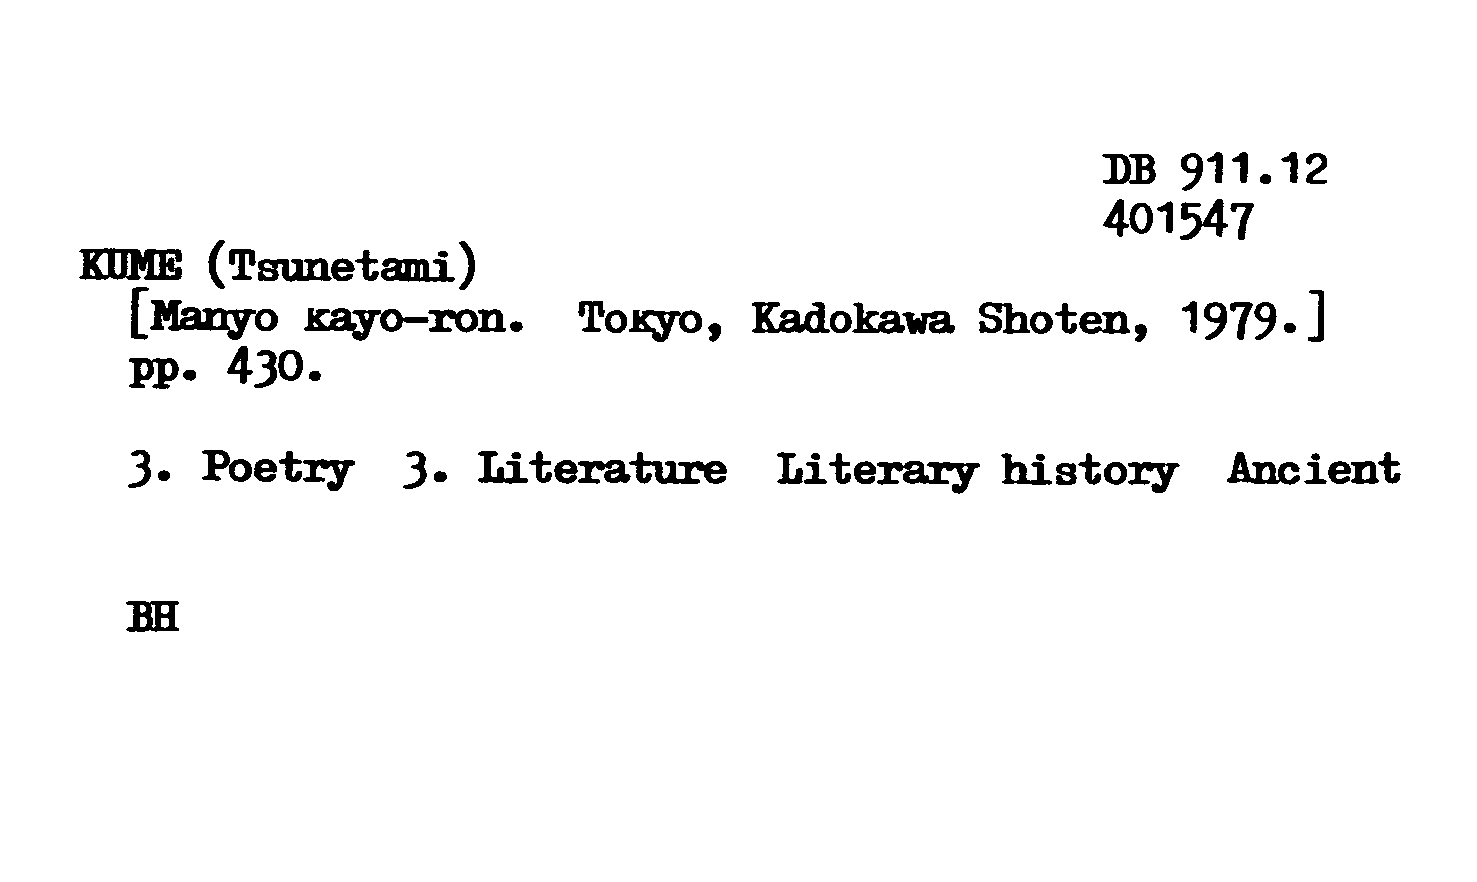 DB 911.12
401547
KUME (Tsunetami)
[Manyo kayo-ron. Tokyo, Kadokawa Shoten, 1979.]
pp. 430.
3. Poetry 3. Literature Literary history Ancient
BH